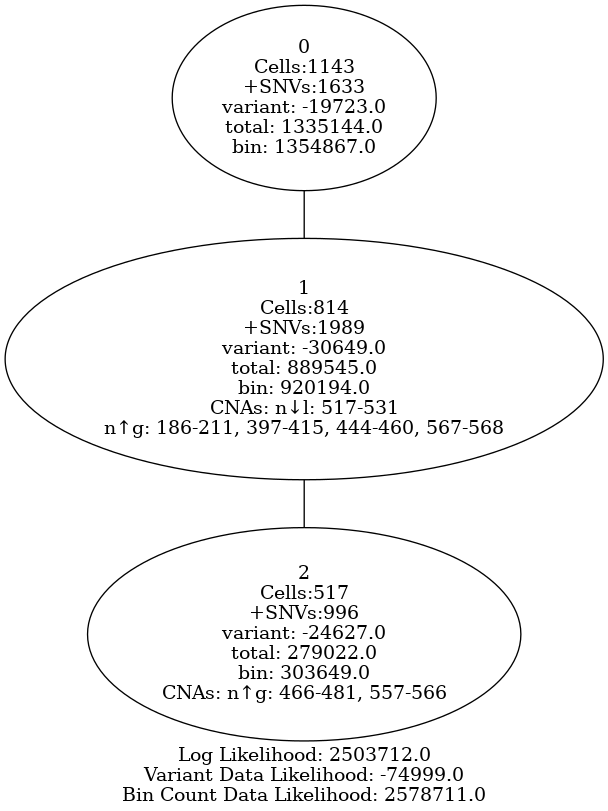 0
Cells:1143
+SNVs:1633
variant: -19723.0
total: 1335144.0
bin: 1354867.0
1
Cells:814
+SNVs:1989
variant: -30649.0
total: 889545.0
bin: 920194.0
CNAs: n↓l: 517-531
n↑g: 186-211, 397-415, 444-460, 567-568
2
Cells:517
+SNVs:996
variant: -24627.0
total: 279022.0
bin: 303649.0
CNAs: n↑g: 466-481, 557-566
Log Likelihood: 2503712.0
Variant Data Likelihood: -74999.0
Bin Count Data Likelihood: 2578711.0